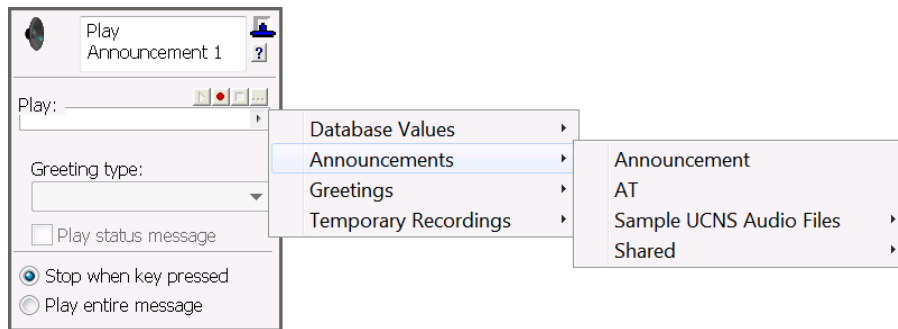 Play
Announcement 1
?
Play:
...
Database Values
Announcements
Greetings
Temporary Recordings
Announcement
AT
Sample UCNS Audio Files
Shared
Greeting type:
Play status message
Stop when key pressed
Play entire message